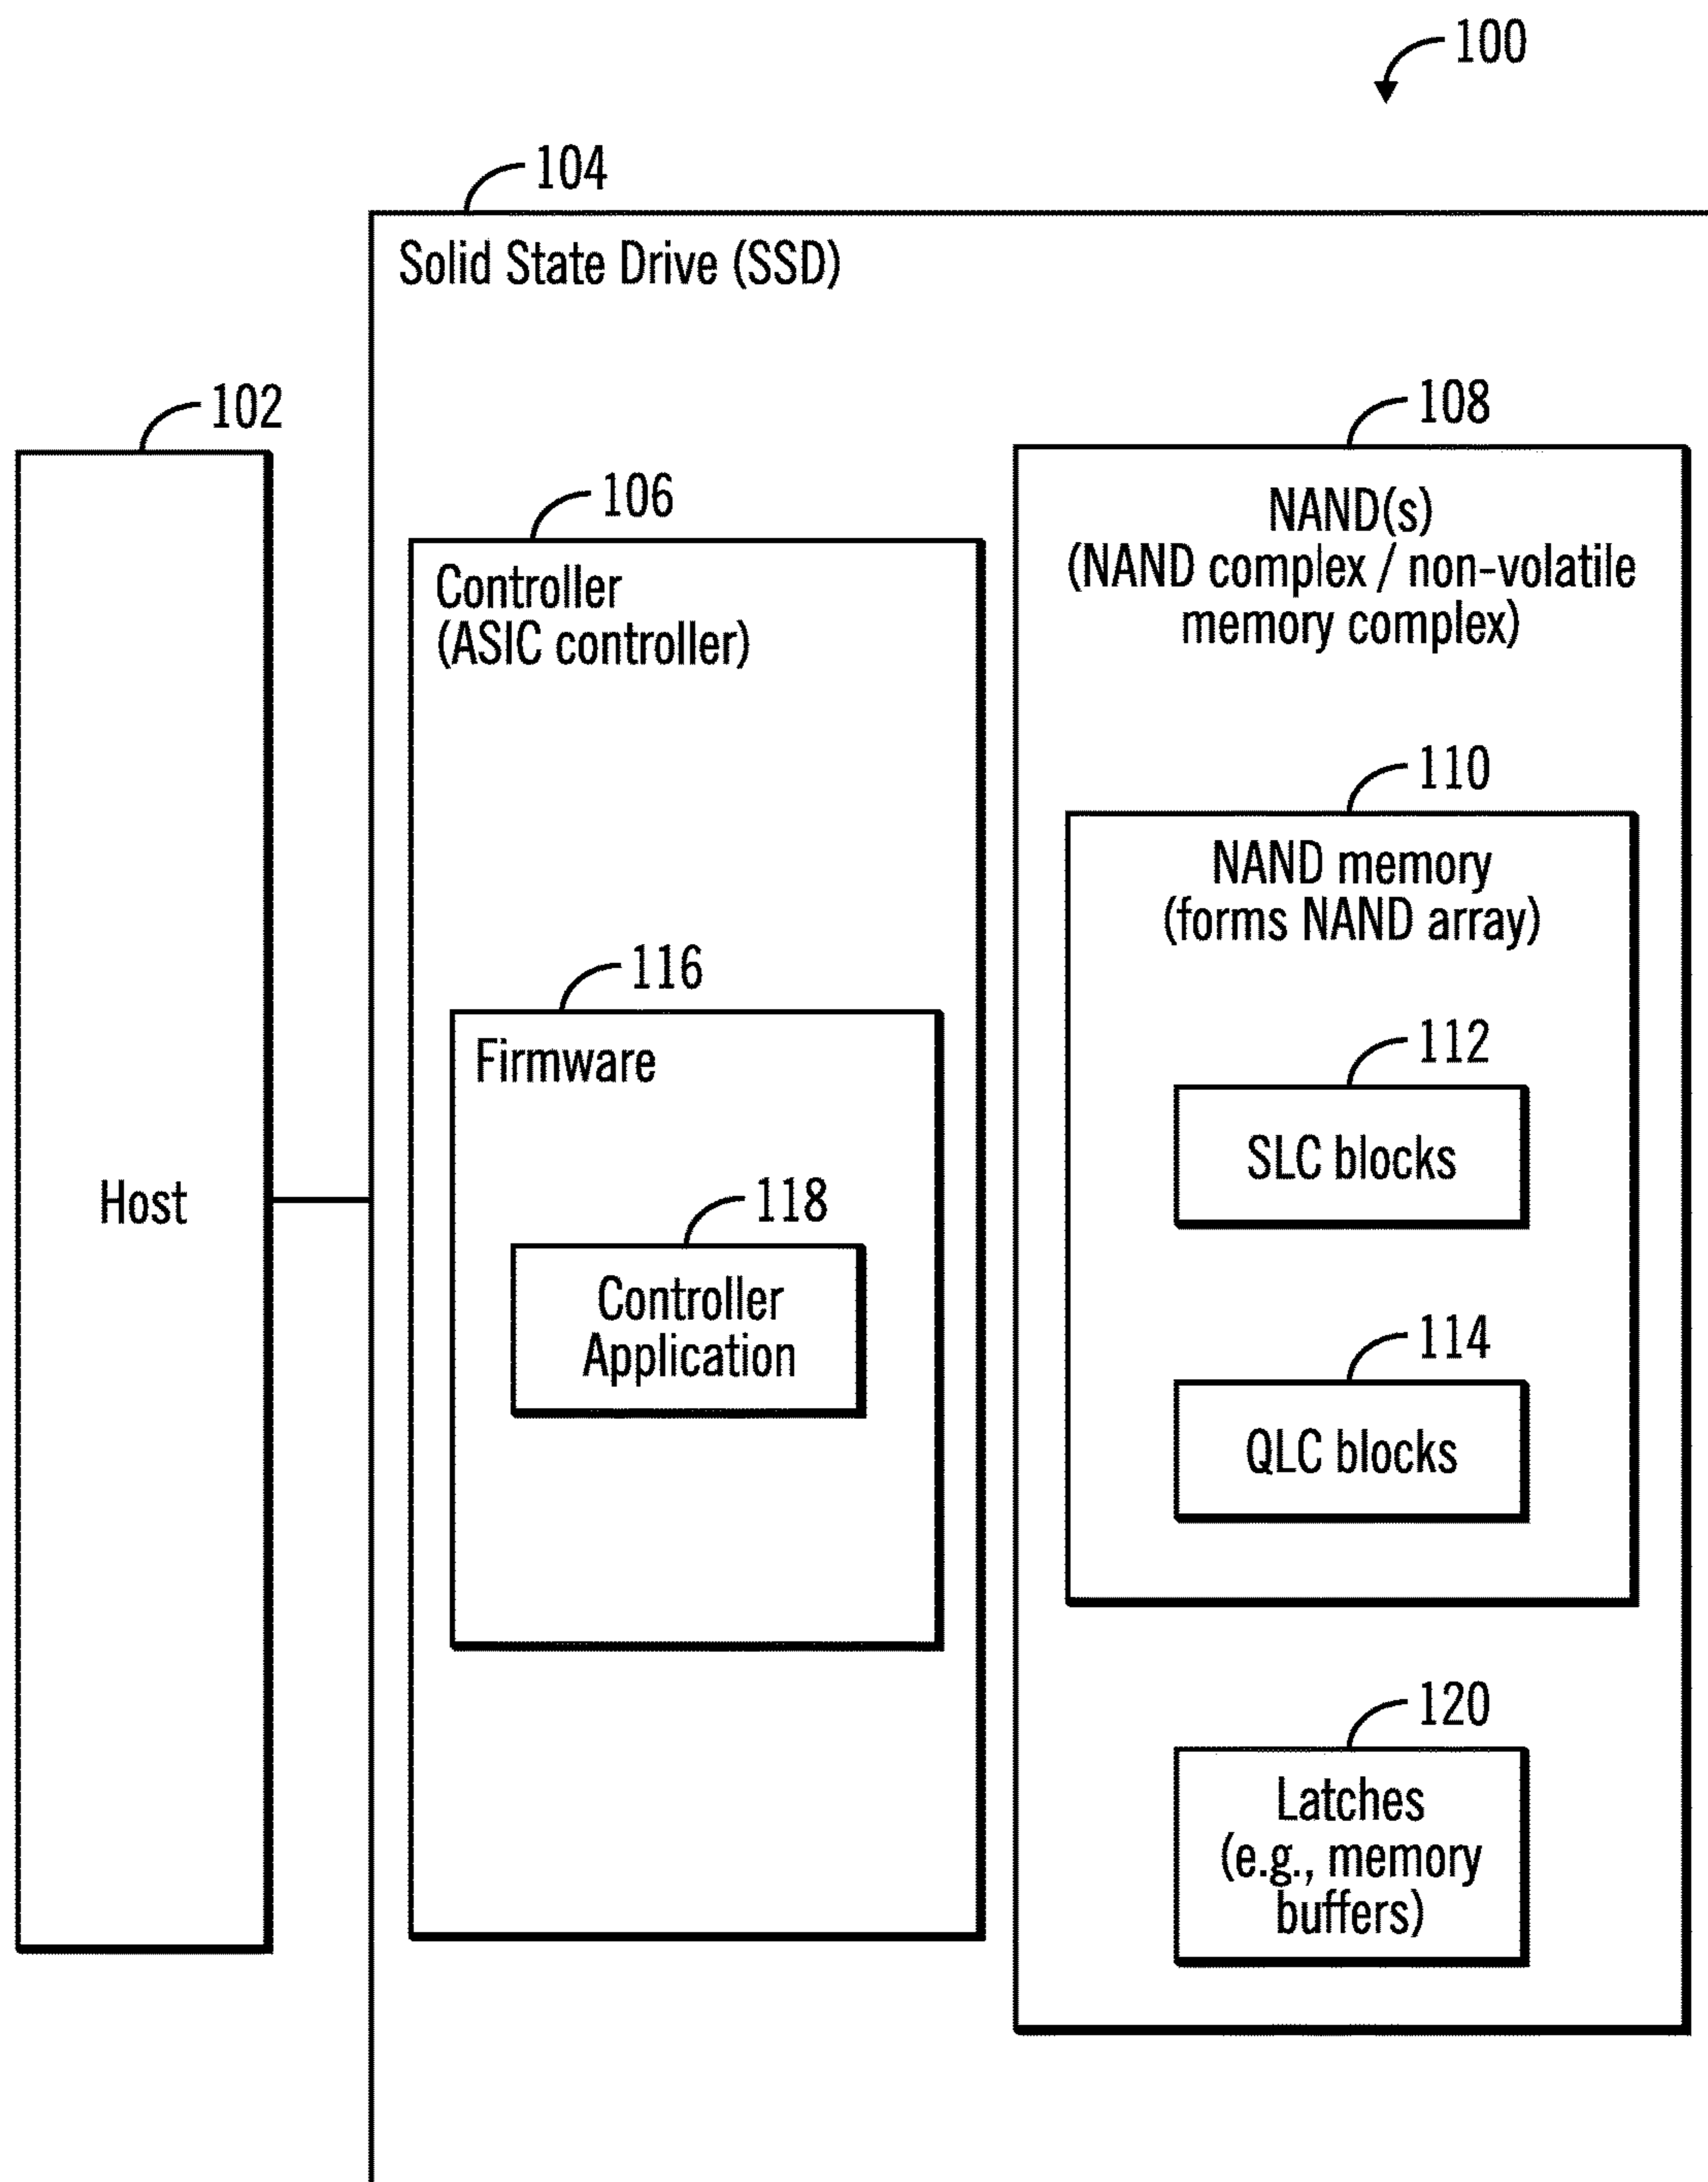 100
104
Solid State Drive (SSD)
102
Host
106
Controller
(ASIC controller)
116
Firmware
118
Controller
Application
108
NAND(s)
(NAND complex / non-volatile
memory complex)
110
NAND memory
(forms NAND array)
112
SLC blocks
114
QLC blocks
120
Latches
(e.g., memory
buffers)